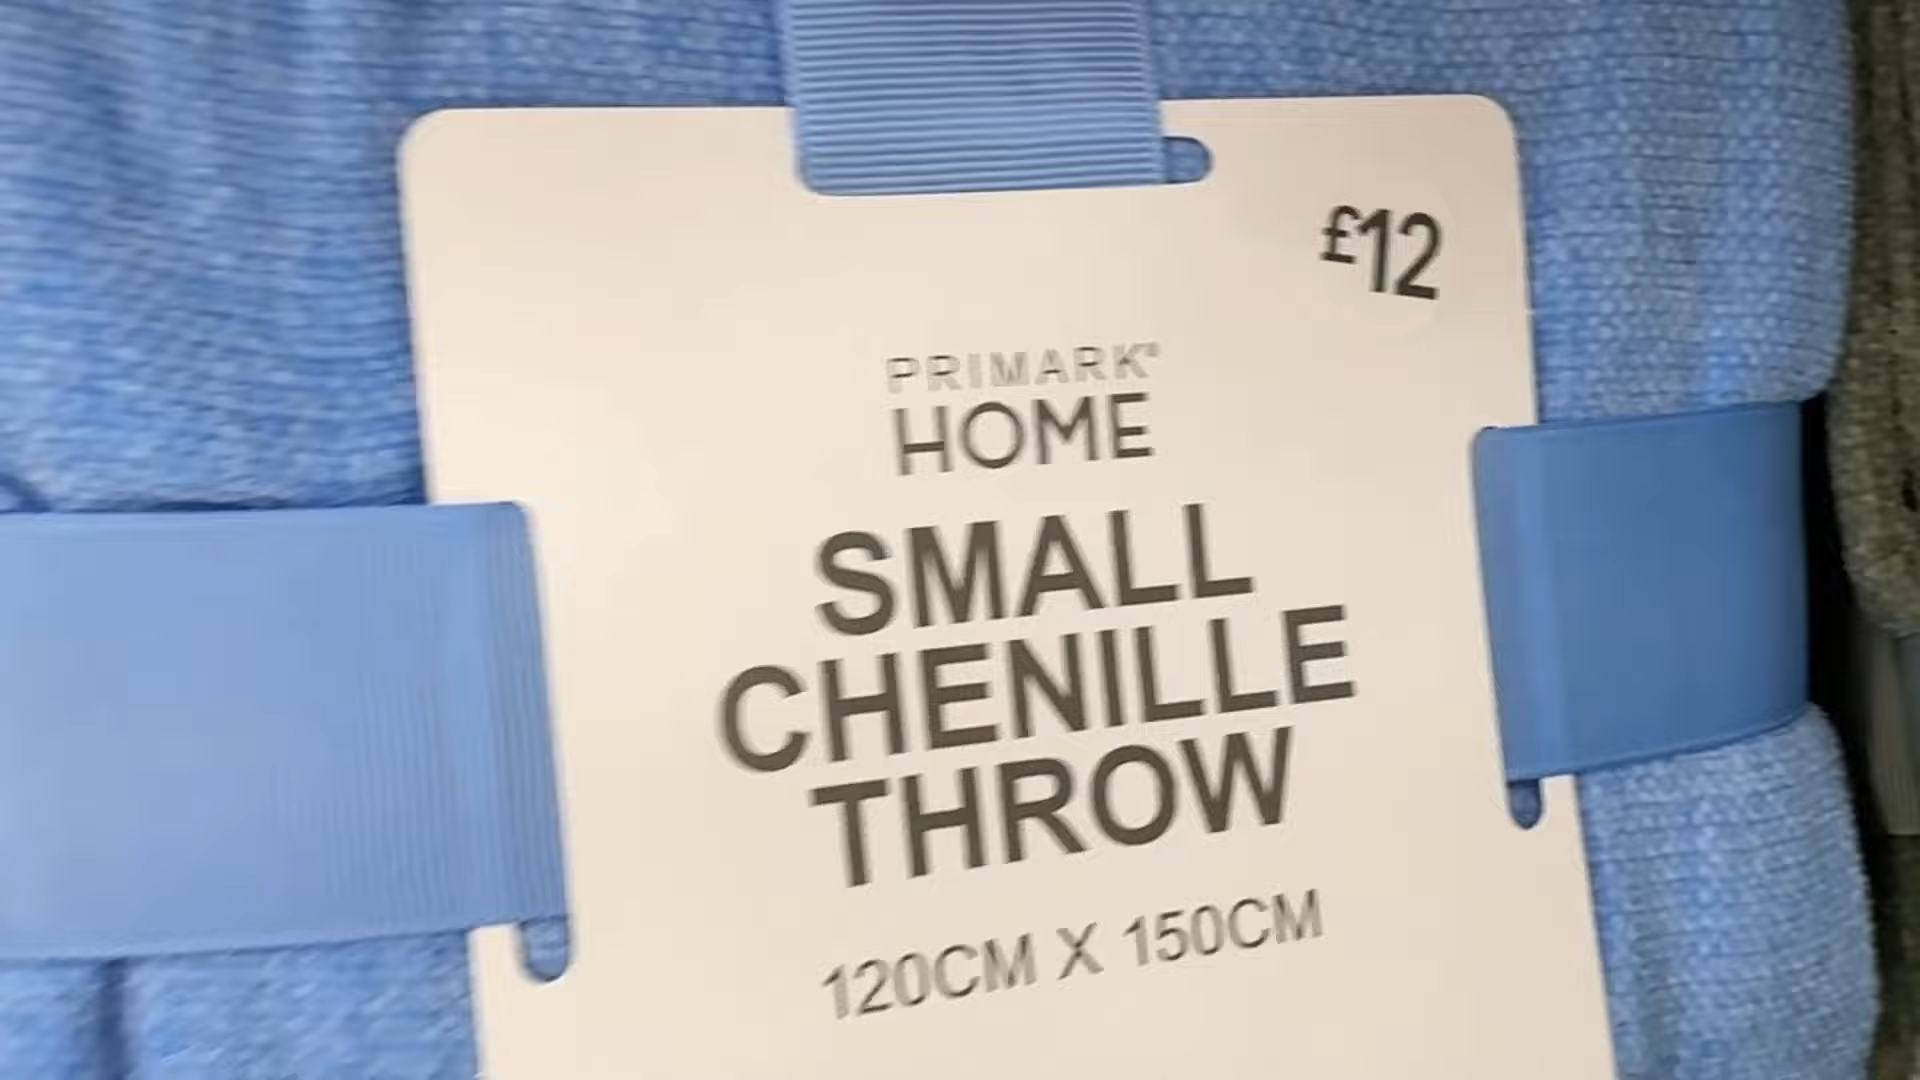 £12
PRIMARK®
HOME
SMALL
CHENILLE
THROW
120CM X 150CM